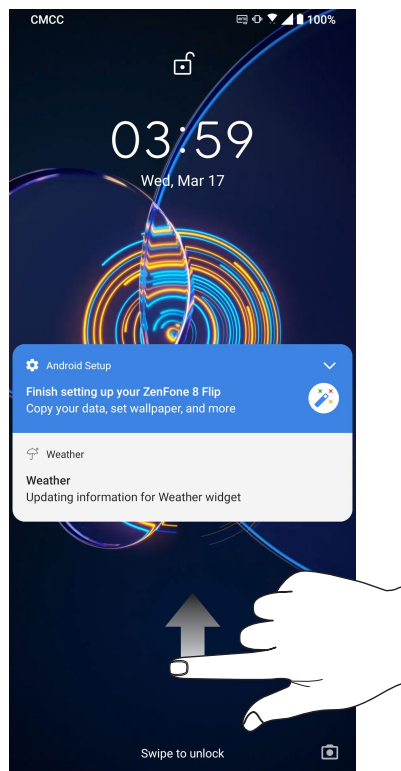 CMCC
100%
03:59
Wed, Mar 17
Android Setup
Finish setting up your ZenFone 8 Flip
Copy your data, set wallpaper, and more
Weather
Weather
Updating information for Weather widget
Swipe to unlock